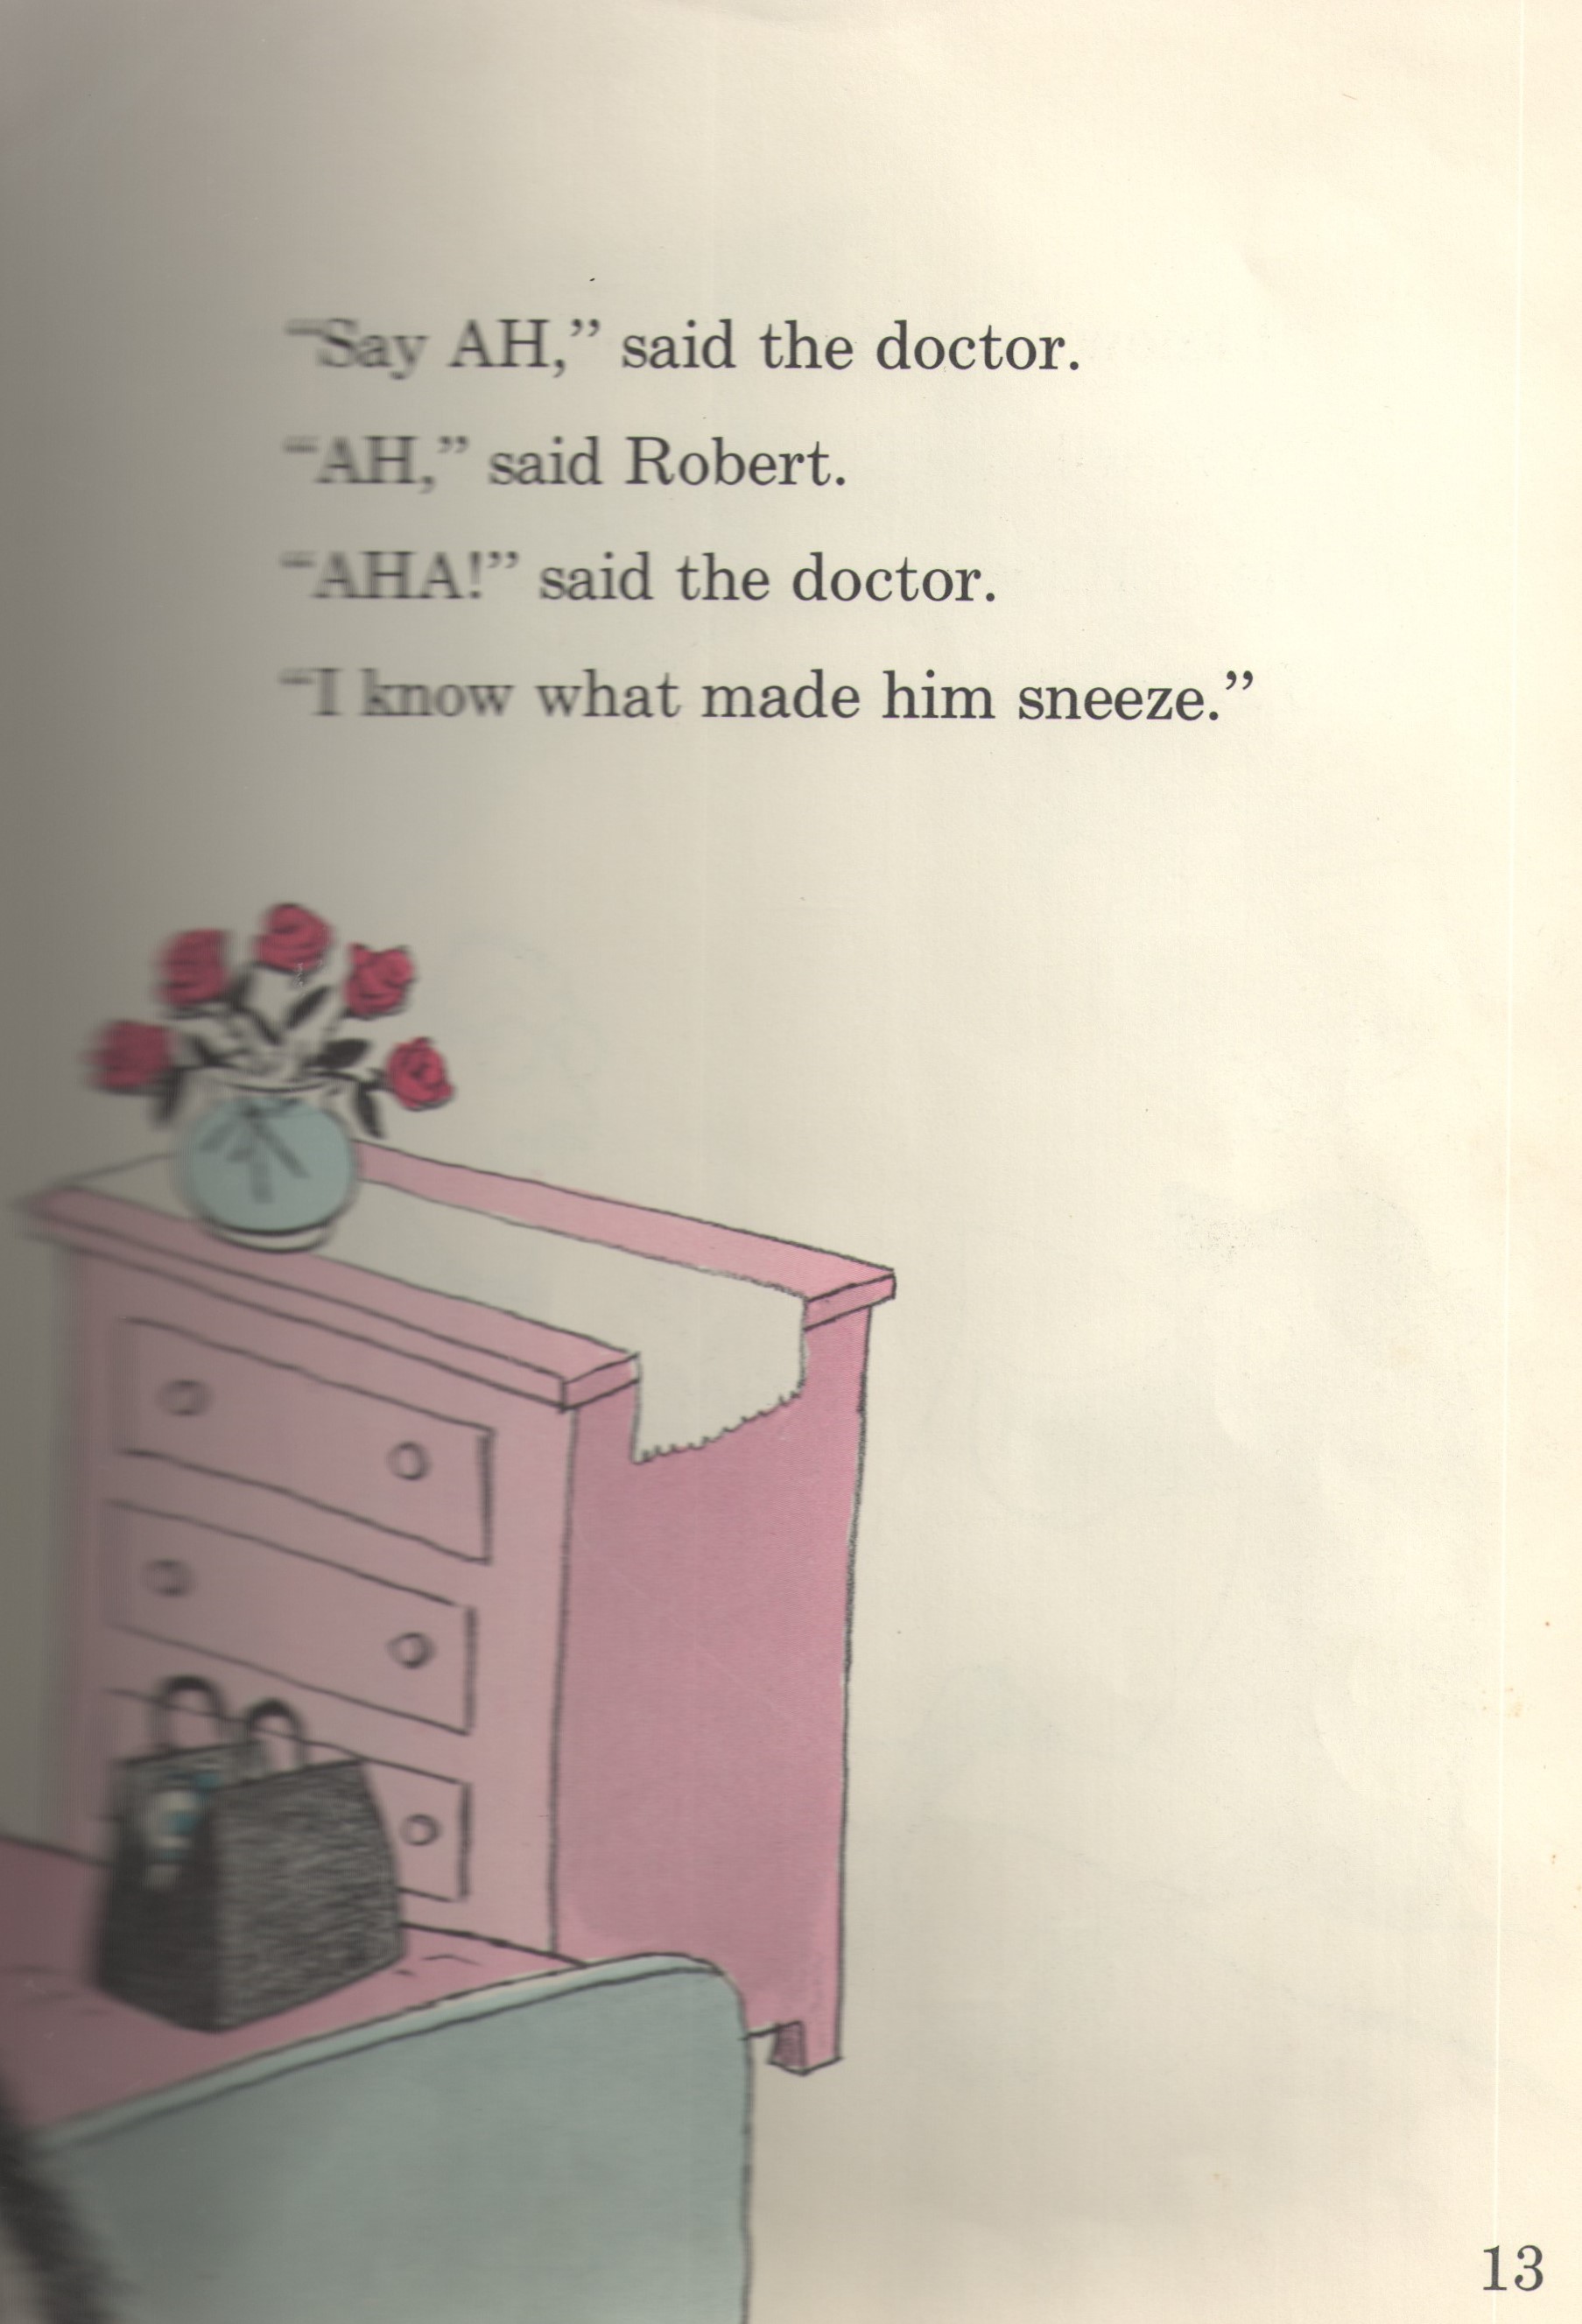 “Say AH,” said the doctor.
“AH,” said Robert.
“AHA!” said the doctor.
“I know what made him sneeze.”
13